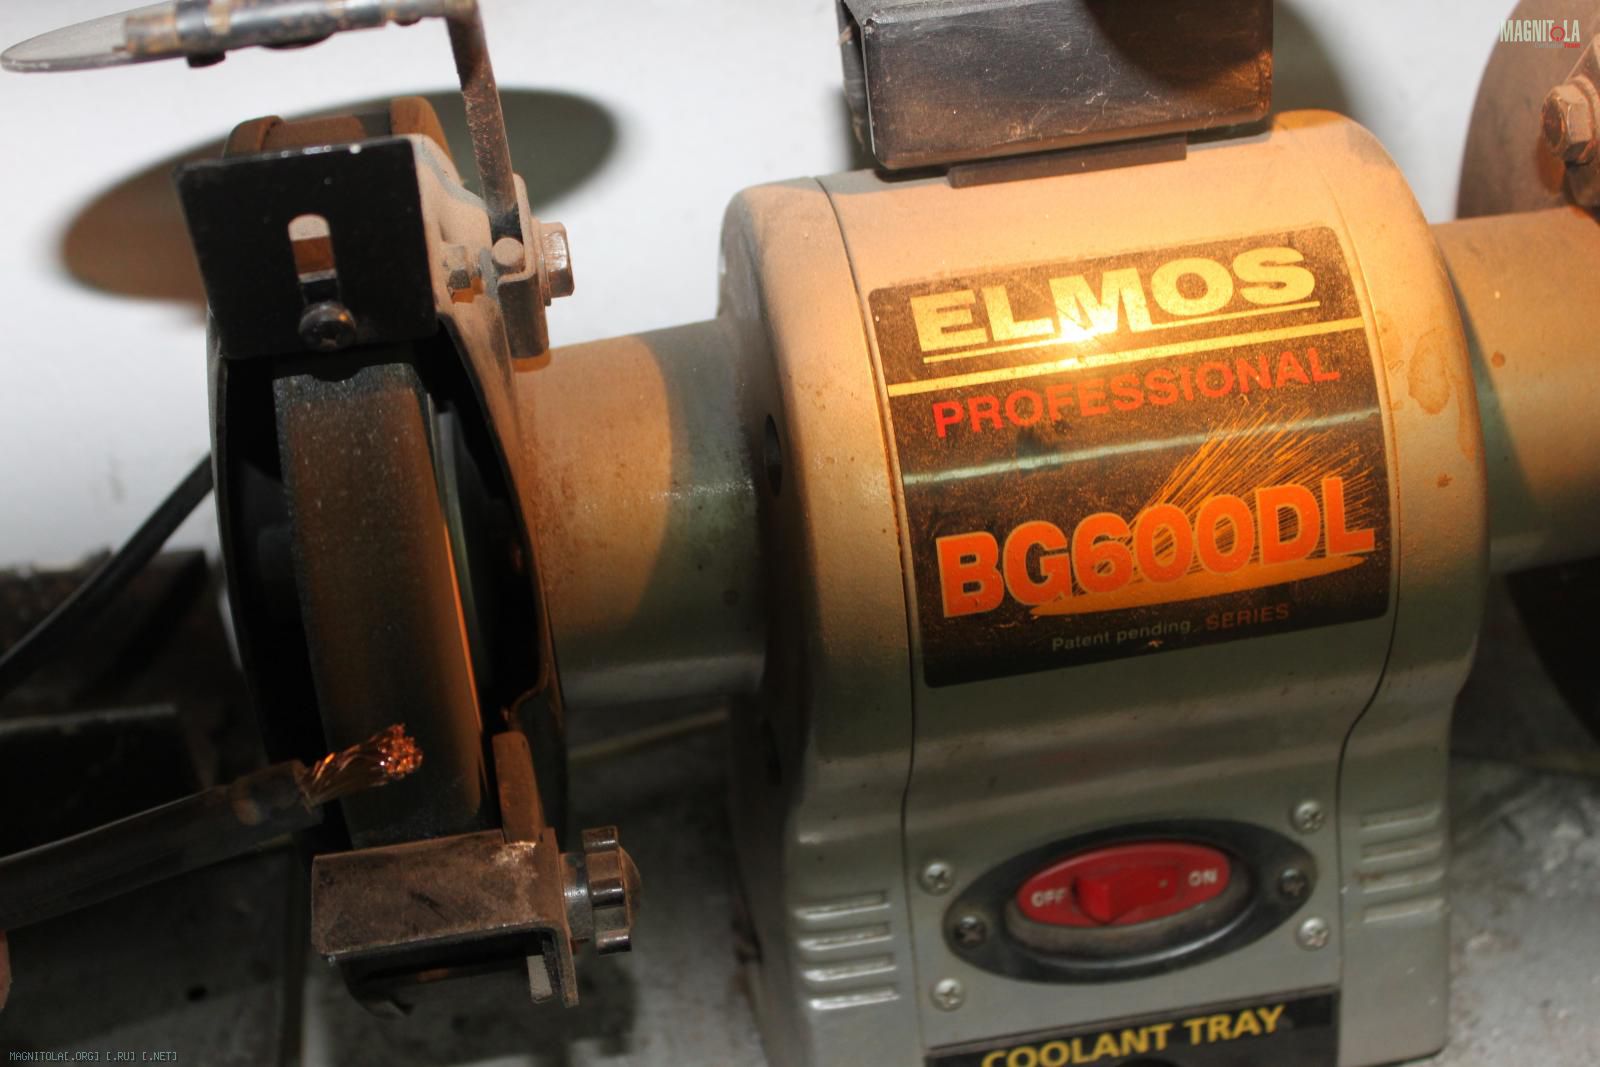 MAGNITOLA
ELMOS
PROFESSIONAL
BG600DL
Patent pending. SERIES
OFF ON
COOLANT TRAY
MAGNITOLA[.ORG] [.RU] [.NET]